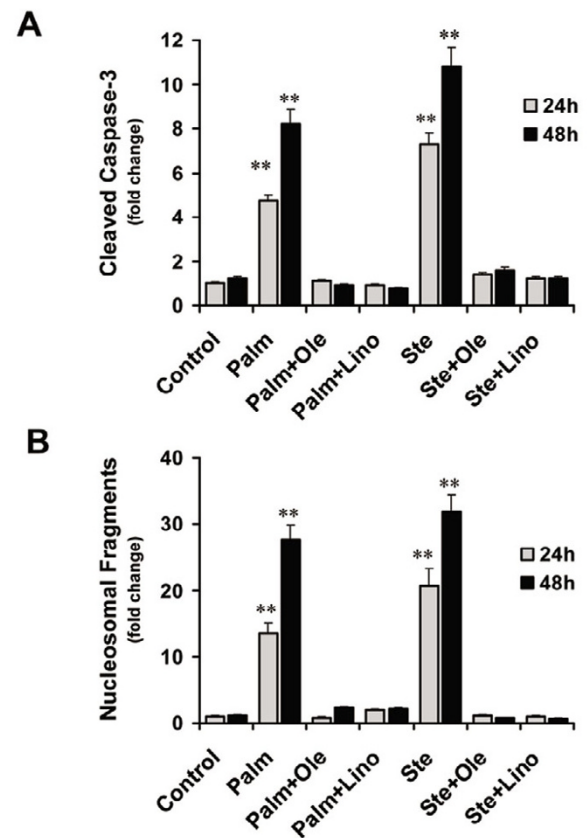 A
Cleaved Caspase-3
(fold change)
12
10
8
6
4
2
0
**
**
**
**
24h
48h
Control
Palm
Palm+Ole
Palm+Lino
Ste
Ste+Ole
Ste+Lino
B
Nucleosomal Fragments
(fold change)
40
30
20
10
0
**
**
**
**
24h
48h
Control
Palm
Palm+Ole
Palm+Lino
Ste
Ste+Ole
Ste+Lino